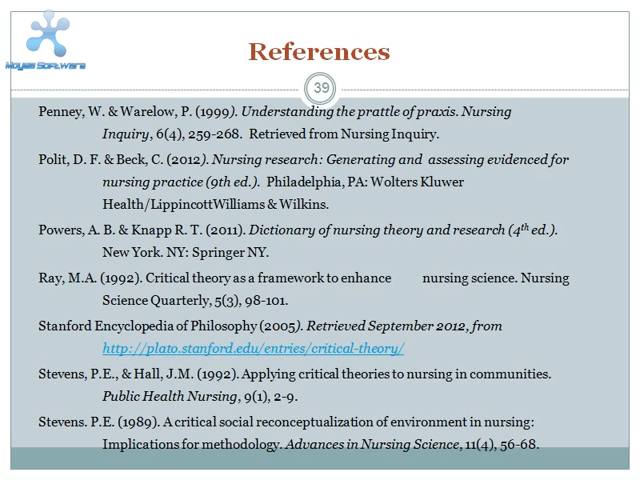 Moyea Software
References
39
Penney, W. & Warelow, P. (1999). Understanding the prattle of praxis. Nursing
Inquiry, 6(4), 259-268. Retrieved from Nursing Inquiry.
Polit, D. F. & Beck, C. (2012). Nursing research: Generating and assessing evidenced for
nursing practice (9th ed.). Philadelphia, PA: Wolters Kluwer
Health/LippincottWilliams & Wilkins.
Powers, A. B. & Knapp R. T. (2011). Dictionary of nursing theory and research (4th ed.).
New York. NY: Springer NY.
Ray, M.A. (1992). Critical theory as a framework to enhance nursing science. Nursing
Science Quarterly, 5(3), 98-101.
Stanford Encyclopedia of Philosophy (2005). Retrieved September 2012, from
http://plato.stanford.edu/entries/critical-theory/
Stevens, P.E., & Hall, J.M. (1992). Applying critical theories to nursing in communities.
Public Health Nursing, 9(1), 2-9.
Stevens. P.E. (1989). A critical social reconceptualization of environment in nursing:
Implications for methodology. Advances in Nursing Science, 11(4), 56-68.